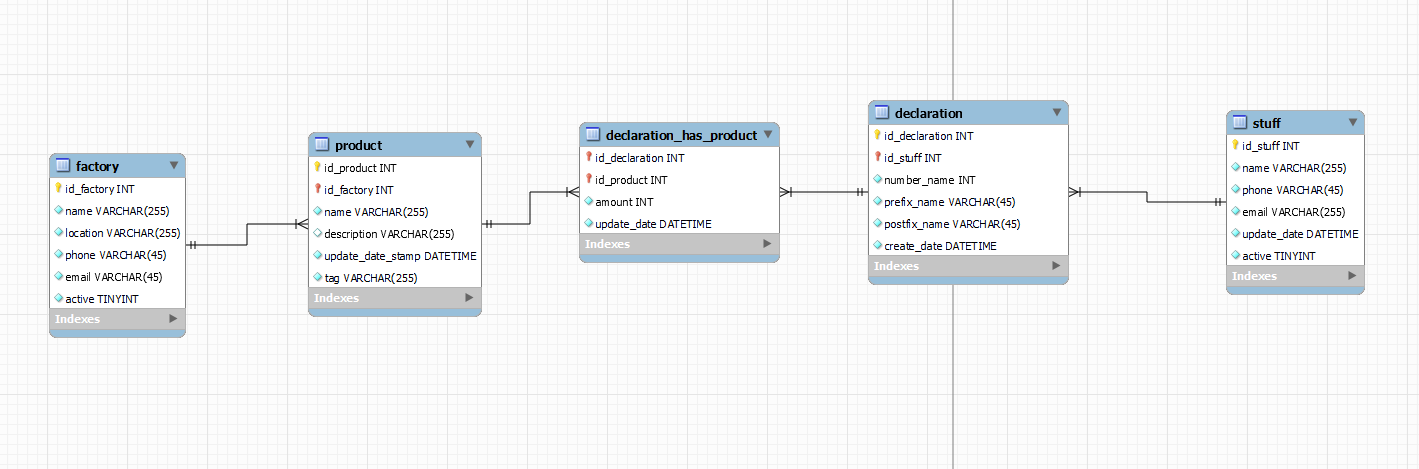 factory
id_factory INT
name VARCHAR(255)
location VARCHAR(255)
phone VARCHAR(45)
email VARCHAR(45)
active TINYINT
Indexes
product
id_product INT
id_factory INT
name VARCHAR(255)
description VARCHAR(255)
update_date_stamp DATETIME
tag VARCHAR(255)
Indexes
declaration_has_product
id_declaration INT
id_product INT
amount INT
update_date DATETIME
Indexes
declaration
id_declaration INT
id_stuff INT
number_name INT
prefix_name VARCHAR(45)
postfix_name VARCHAR(45)
create_date DATETIME
Indexes
stuff
id_stuff INT
name VARCHAR(255)
phone VARCHAR(45)
email VARCHAR(255)
update_date DATETIME
active TINYINT
Indexes